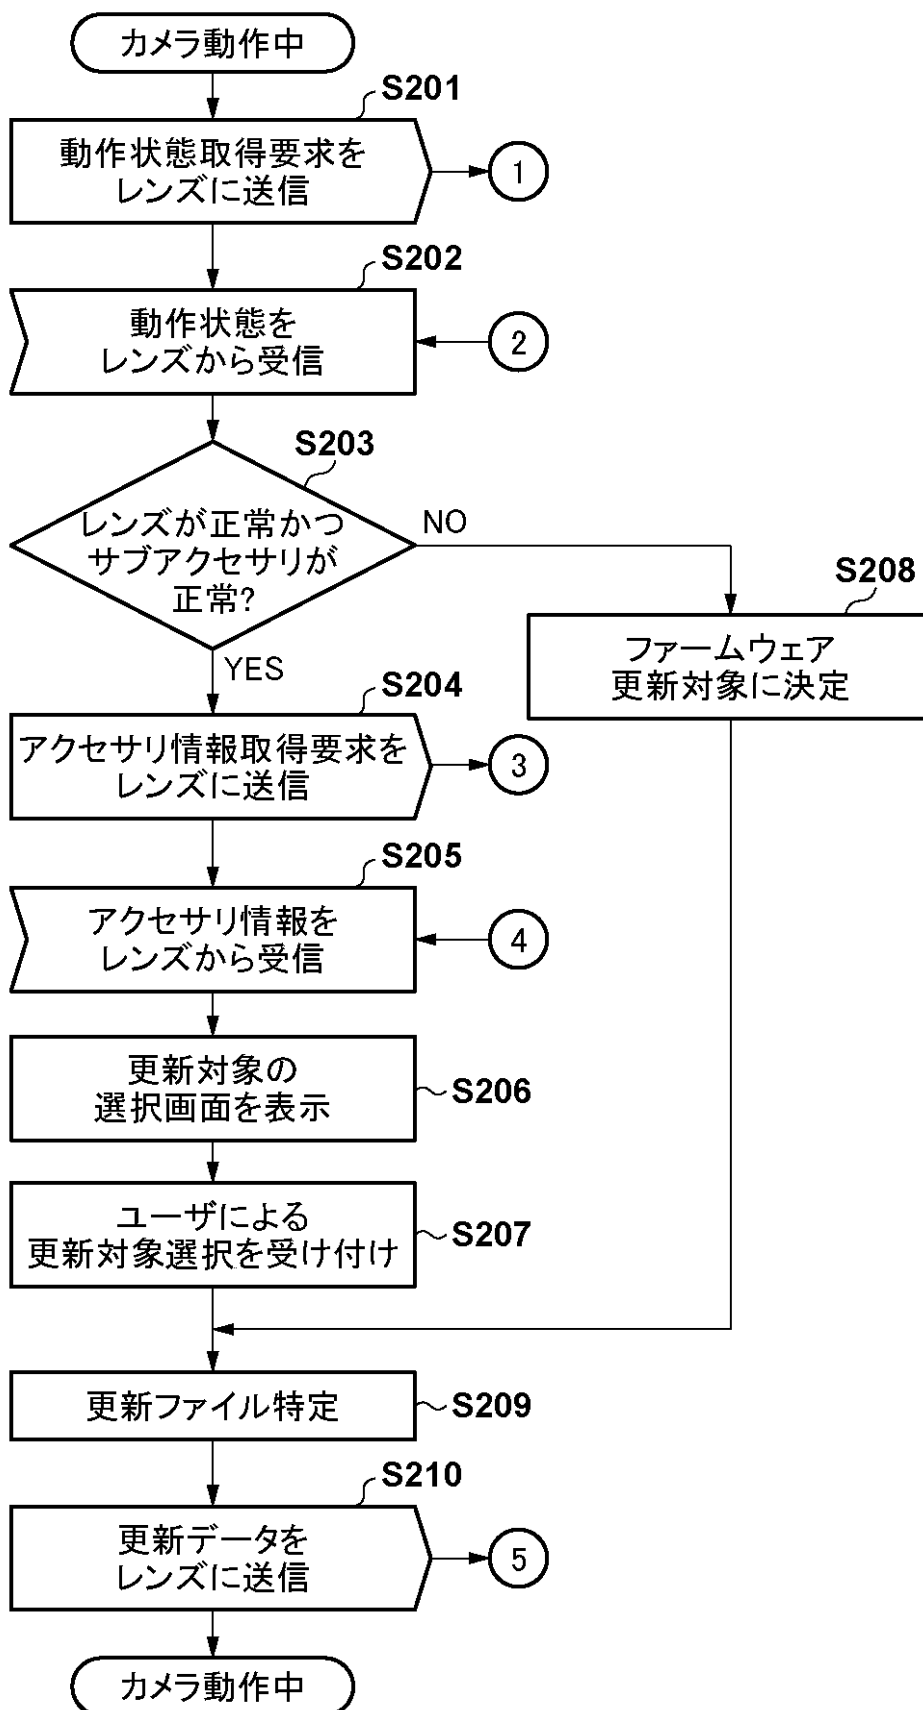 カメラ動作中
S201
動作状態取得要求を
レンズに送信
1
S202
動作状態を
レンズから受信
2
S203
レンズが正常かつ
サブアクセサリが
正常?
NO
YES
S208
ファームウェア
更新対象に決定
S204
アクセサリ情報取得要求を
レンズに送信
3
S205
アクセサリ情報を
レンズから受信
4
更新対象の
選択画面を表示
S206
ユーザによる
更新対象選択を受け付け
S207
更新ファイル特定
S209
S210
更新データを
レンズに送信
5
カメラ動作中